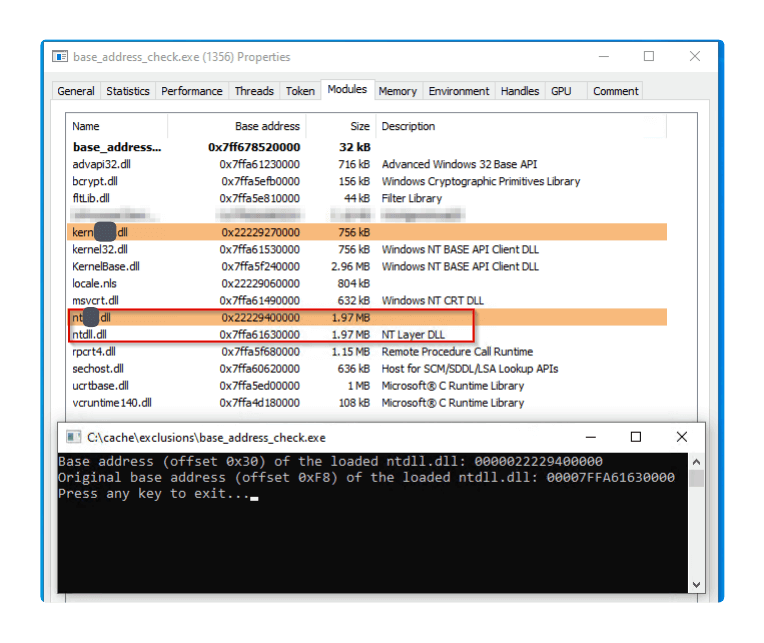 base_address_check.exe (1356) Properties
General Statistics Performance Threads Token Modules Memory Environment Handles GPU Comment
Name Base address Size Description
base_address... 0x7ff678520000 32 kB
advapi32.dll 0x7ffa61230000 716 kB Advanced Windows 32 Base API
bcrypt.dll 0x7ffa5efb0000 156 kB Windows Cryptographic Primitives Library
fltLib.dll 0x7ffa5e810000 44 kB Filter Library
kern dll 0x22229270000 756 kB
kernel32.dll 0x7ffa61530000 756 kB Windows NT BASE API Client DLL
KernelBase.dll 0x7ffa5f240000 2.96 MB Windows NT BASE API Client DLL
locale.nls 0x22229060000 804 kB
msvcrt.dll 0x7ffa61490000 632 kB Windows NT CRT DLL
nt dll 0x22229400000 1.97 MB
ntdll.dll 0x7ffa61630000 1.97 MB NT Layer DLL
rpcrt4.dll 0x7ffa5f680000 1.15 MB Remote Procedure Call Runtime
sechost.dll 0x7ffa60620000 636 kB Host for SCM/SDDL/LSA Lookup APIs
ucrtbase.dll 0x7ffa5ed00000 1 MB Microsoft® C Runtime Library
vcruntime140.dll 0x7ffa4d180000 108 kB Microsoft® C Runtime Library
C:\cache\exclusions\base_address_check.exe
Base address (offset 0x30) of the loaded ntdll.dll: 0000022229400000
Original base address (offset 0xF8) of the loaded ntdll.dll: 00007FFA61630000
Press any key to exit...